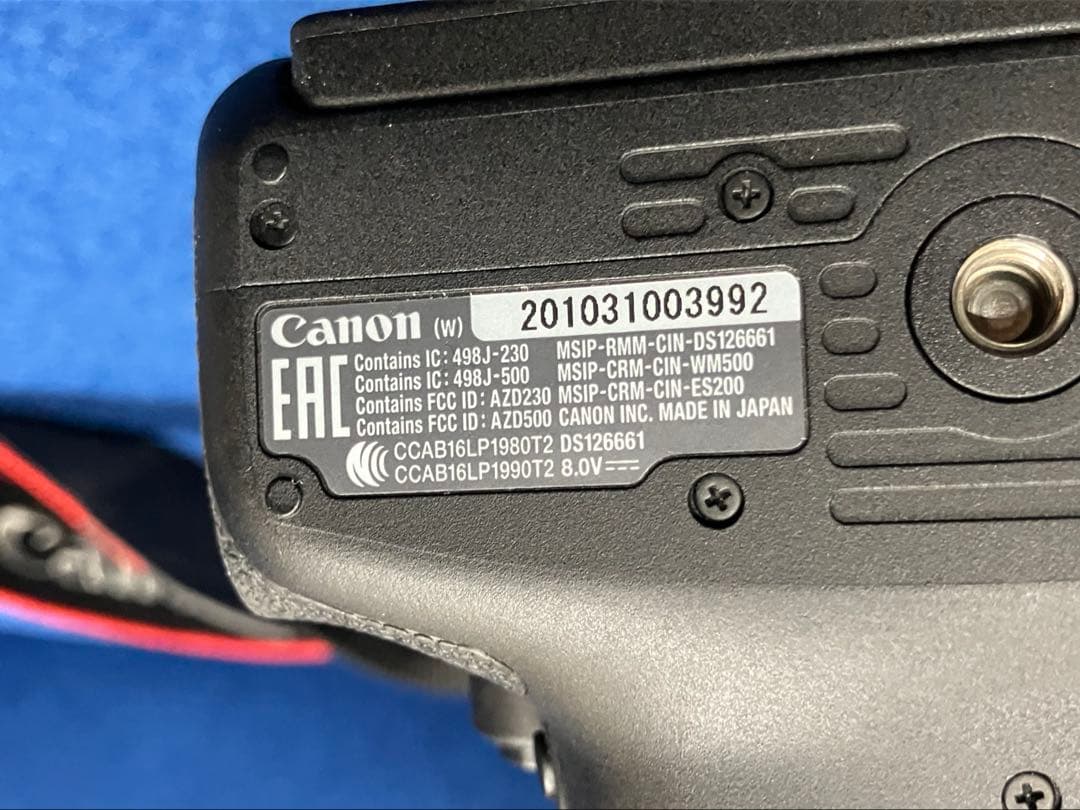 Canon (W) 201031003992
EAC
Contains IC: 498J-230 MSIP-RMM-CIN-DS126661
Contains IC: 498J-500 MSIP-CRM-CIN-WM500
Contains FCC ID: AZD230 MSIP-CRM-CIN-ES200
Contains FCC ID: AZD500 CANON INC. MADE IN JAPAN
CCAB16LP1980T2 DS126661
CCAB16LP1990T2 8.0V
Canon